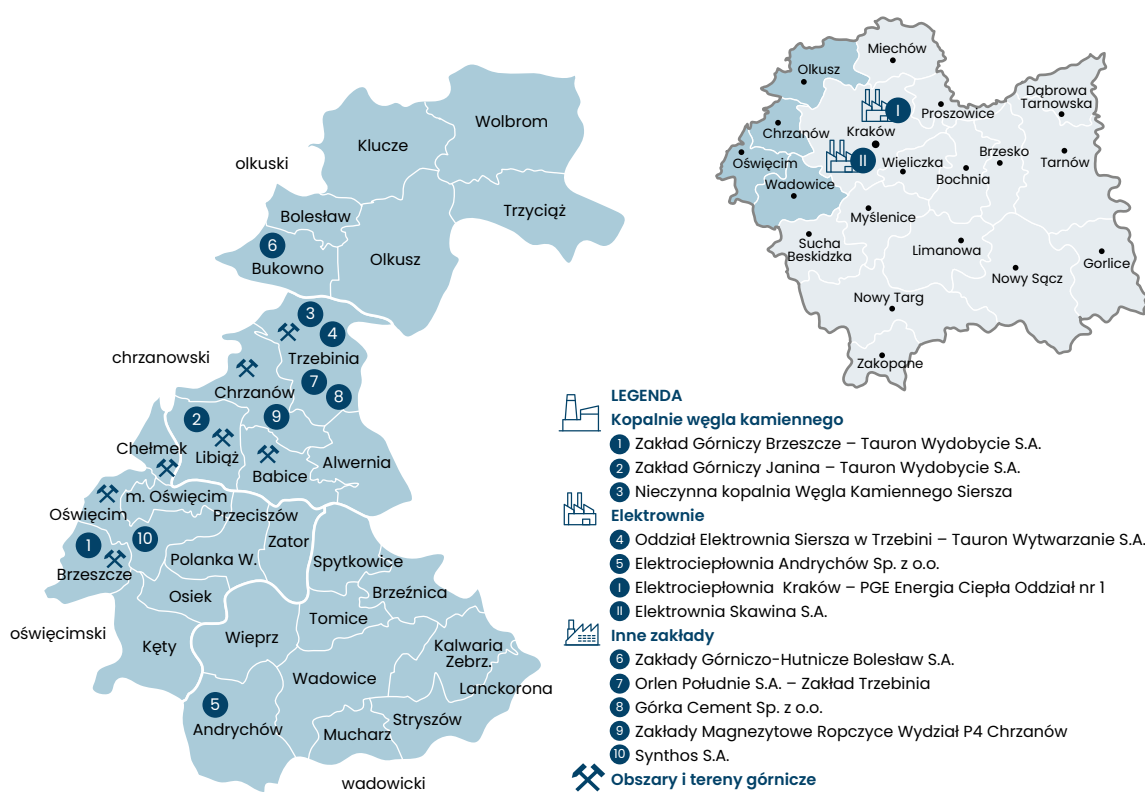 olkuski
Klucze
Wolbrom
Bolesław
Trzyciąż
6
Bukowno
Olkusz
chrzanowski
3
4
Trzebinia
7
8
Chrzanów
9
2
Chełmek
Libiąż
Babice
Alwernia
m. Oświęcim
Oświęcim
Przeciszów
1
10
Zator
Brzeszcze
Polanka W.
Spytkowice
Osiek
Brzeźnica
oświęcimski
Tomice
Wieprz
Kęty
Kalwaria
Zebrz.
Wadowice
Lanckorona
5
Andrychów
Stryszów
Mucharz
wadowicki
Miechów
Olkusz
Dąbrowa
Tarnowska
I
Proszowice
Chrzanów
Kraków
Oświęcim
II
Wieliczka
Brzesko
Tarnów
Bochnia
Wadowice
Myślenice
Sucha
Beskidzka
Limanowa
Gorlice
Nowy Sącz
Nowy Targ
Zakopane
LEGENDA
Kopalnie węgla kamiennego
1 Zakład Górniczy Brzeszcze – Tauron Wydobycie S.A.
2 Zakład Górniczy Janina – Tauron Wydobycie S.A.
3 Nieczynna kopalnia Węgla Kamiennego Siersza
Elektrownie
4 Oddział Elektrownia Siersza w Trzebini – Tauron Wytwarzanie S.A.
5 Elektrociepłownia Andrychów Sp. z o.o.
I Elektrociepłownia Kraków – PGE Energia Ciepła Oddział nr 1
II Elektrownia Skawina S.A.
Inne zakłady
6 Zakłady Górniczo-Hutnicze Bolesław S.A.
7 Orlen Południe S.A. – Zakład Trzebinia
8 Górka Cement Sp. z o.o.
9 Zakłady Magnezytowe Ropczyce Wydział P4 Chrzanów
10 Synthos S.A.
Obszary i tereny górnicze